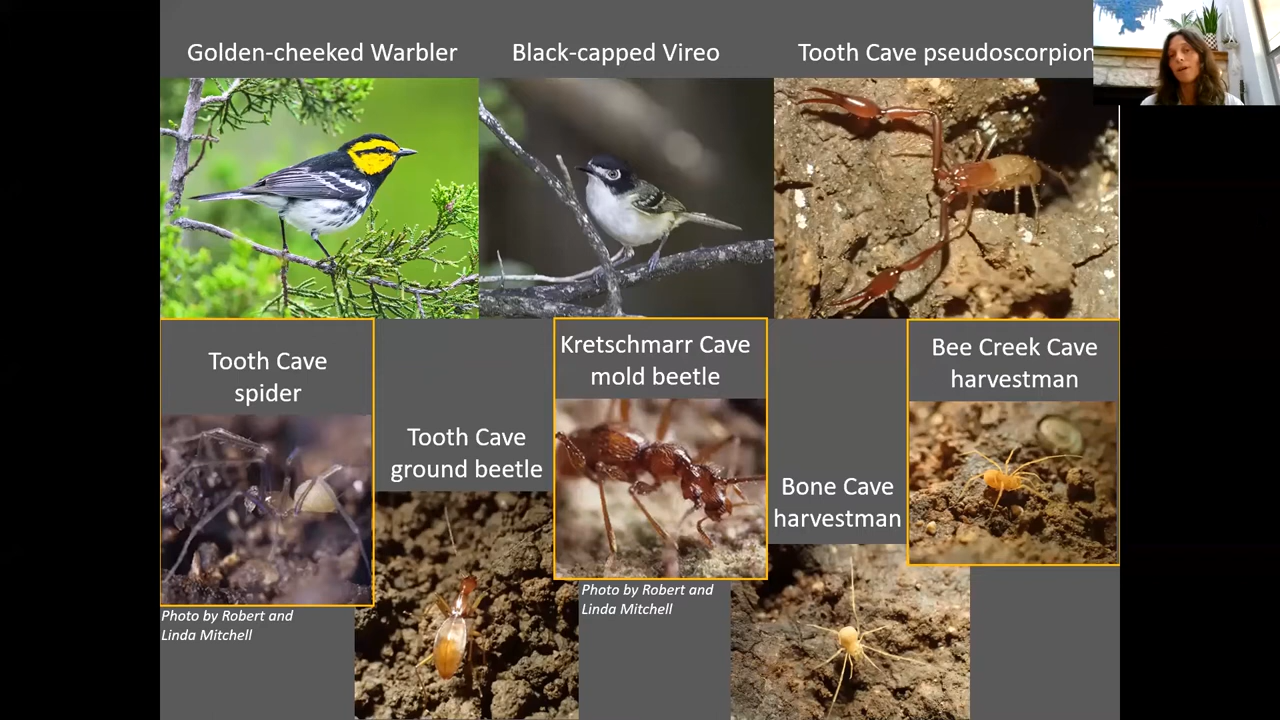 Golden-cheeked Warbler
Black-capped Vireo
Tooth Cave pseudoscorpion
Tooth Cave
spider
Photo by Robert and
Linda Mitchell
Tooth Cave
ground beetle
Kretschmarr Cave
mold beetle
Photo by Robert and
Linda Mitchell
Bone Cave
harvestman
Bee Creek Cave
harvestman